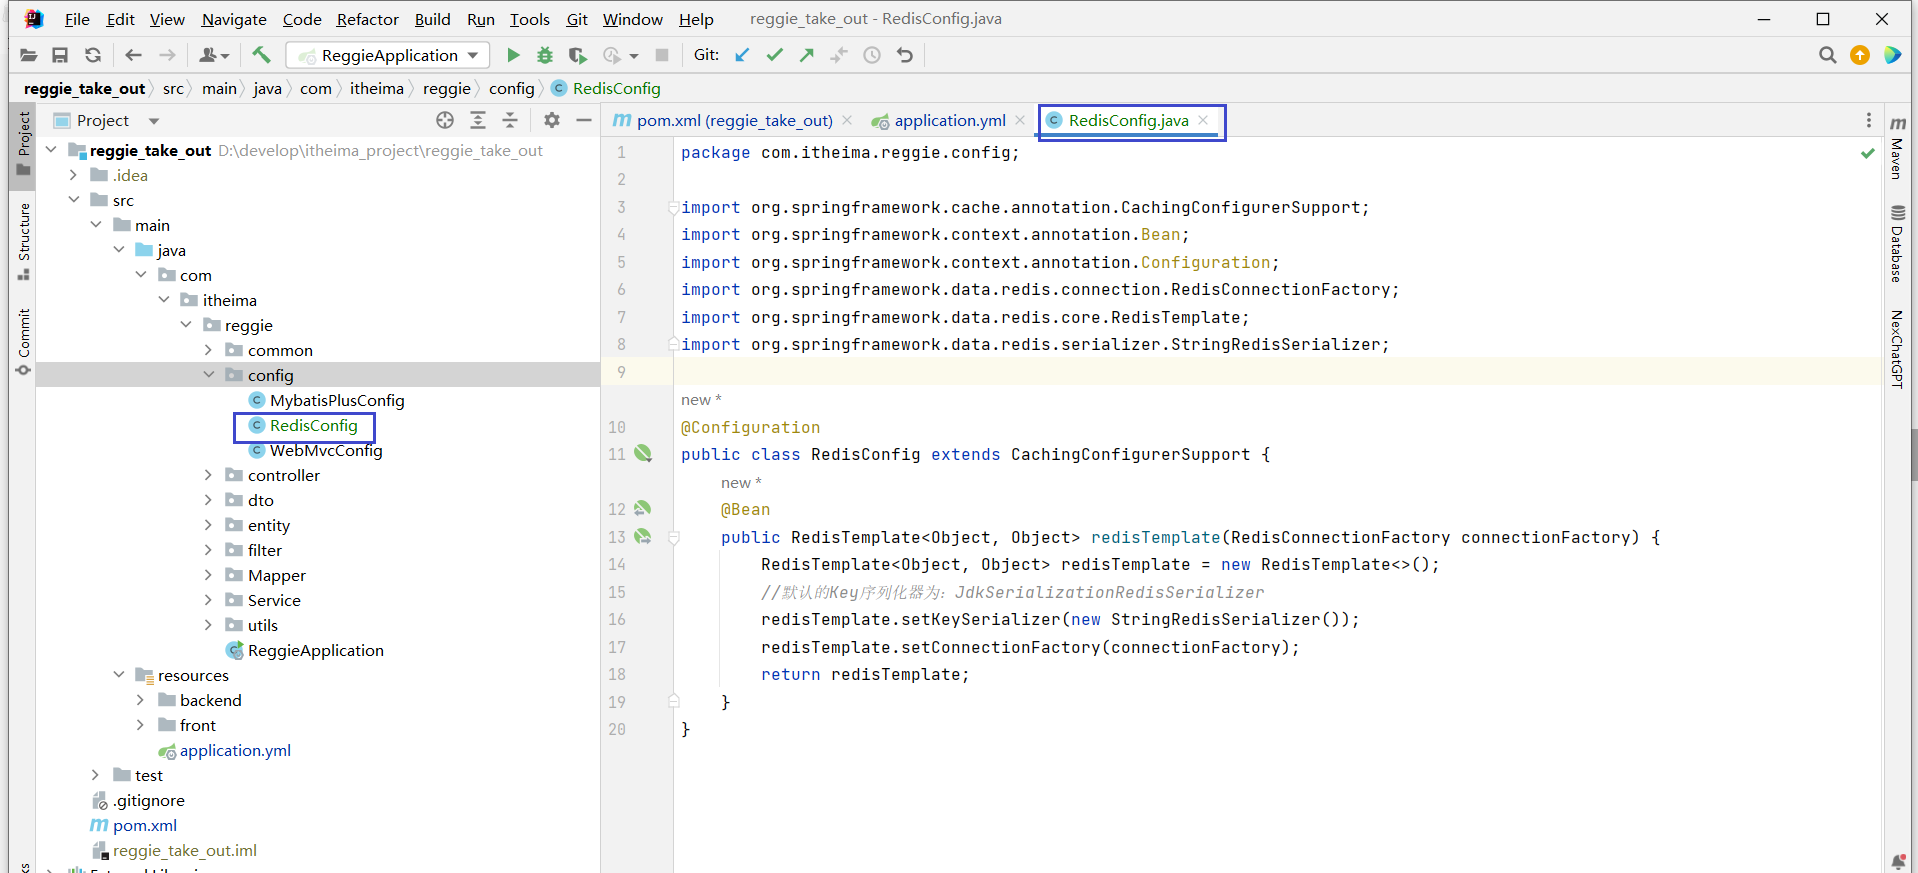 File Edit View Navigate Code Refactor Build Run Tools Git Window Help reggie_take_out - RedisConfig.java
ReggieApplication Git:
reggie_take_out src main java com itheima reggie config RedisConfig
Project
Structure
Commit
Project
reggie_take_out D:\develop\itheima_project\reggie_take_out
.idea
src
main
java
com
itheima
reggie
common
config
MybatisPlusConfig
RedisConfig
WebMvcConfig
controller
dto
entity
filter
Mapper
Service
utils
ReggieApplication
resources
backend
front
application.yml
test
.gitignore
pom.xml
reggie_take_out.iml
pom.xml (reggie_take_out) application.yml RedisConfig.java
1 package com.itheima.reggie.config;
2
3 import org.springframework.cache.annotation.CachingConfigurerSupport;
4 import org.springframework.context.annotation.Bean;
5 import org.springframework.context.annotation.Configuration;
6 import org.springframework.data.redis.connection.RedisConnectionFactory;
7 import org.springframework.data.redis.core.RedisTemplate;
8 import org.springframework.data.redis.serializer.StringRedisSerializer;
9
new *
10 @Configuration
11 public class RedisConfig extends CachingConfigurerSupport {
new *
12 @Bean
13 public RedisTemplate<Object, Object> redisTemplate(RedisConnectionFactory connectionFactory) {
14 RedisTemplate<Object, Object> redisTemplate = new RedisTemplate<>();
15 //默认的Key序列化器为：JdkSerializationRedisSerializer
16 redisTemplate.setKeySerializer(new StringRedisSerializer());
17 redisTemplate.setConnectionFactory(connectionFactory);
18 return redisTemplate;
19 }
20 }
Maven
Database
NexChatGPT